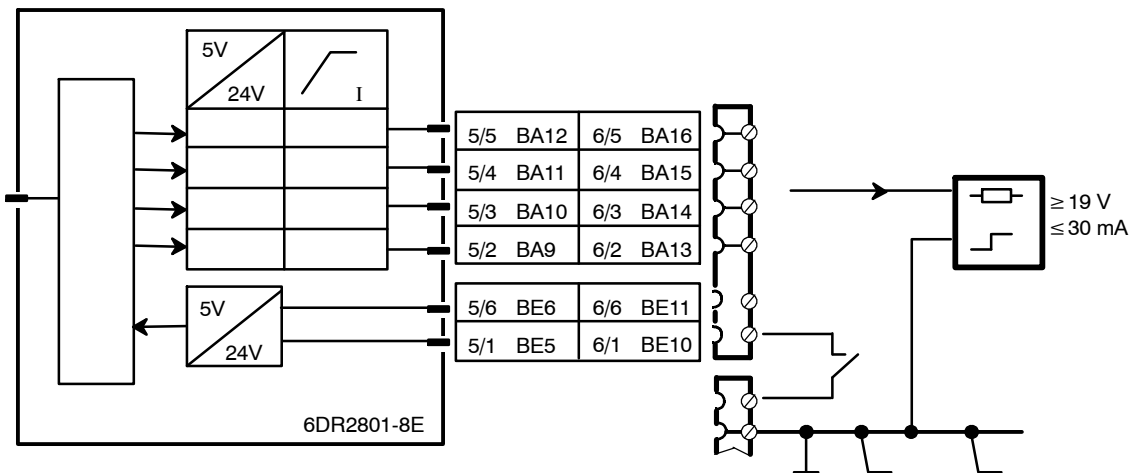 5V
24V
I
5/5 BA12 6/5 BA16
5/4 BA11 6/4 BA15
5/3 BA10 6/3 BA14
5/2 BA9 6/2 BA13
≥ 19 V
≤ 30 mA
5V
24V
5/6 BE6 6/6 BE11
5/1 BE5 6/1 BE10
6DR2801-8E